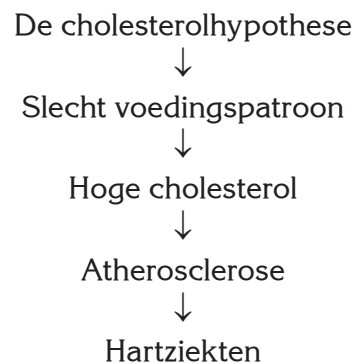 De cholesterolhypothese
↓
Slecht voedingspatroon
↓
Hoge cholesterol
↓
Atherosclerose
↓
Hartziekten